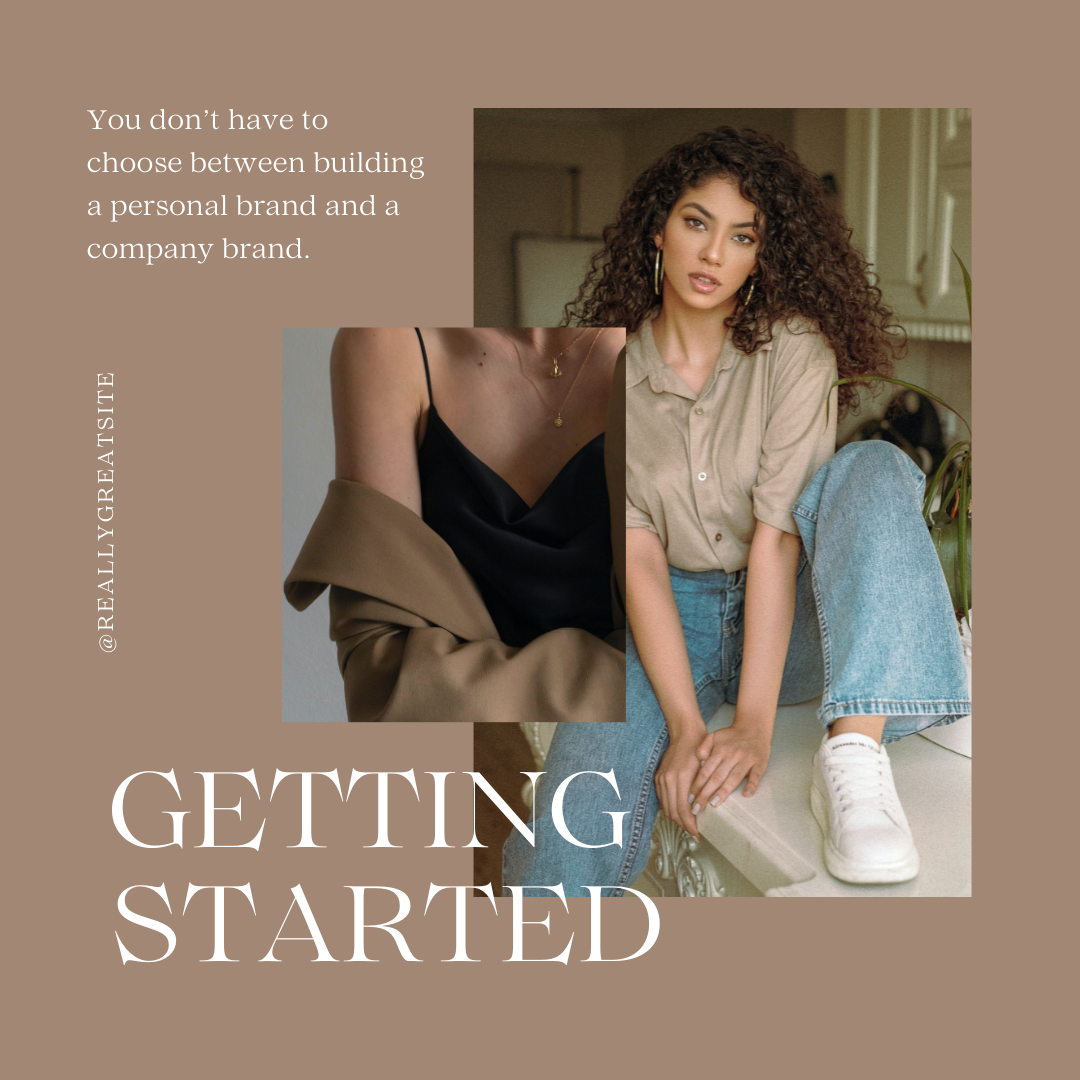 You don’t have to
choose between building
a personal brand and a
company brand.
@REALLYGREATSITE
GETTING
STARTED